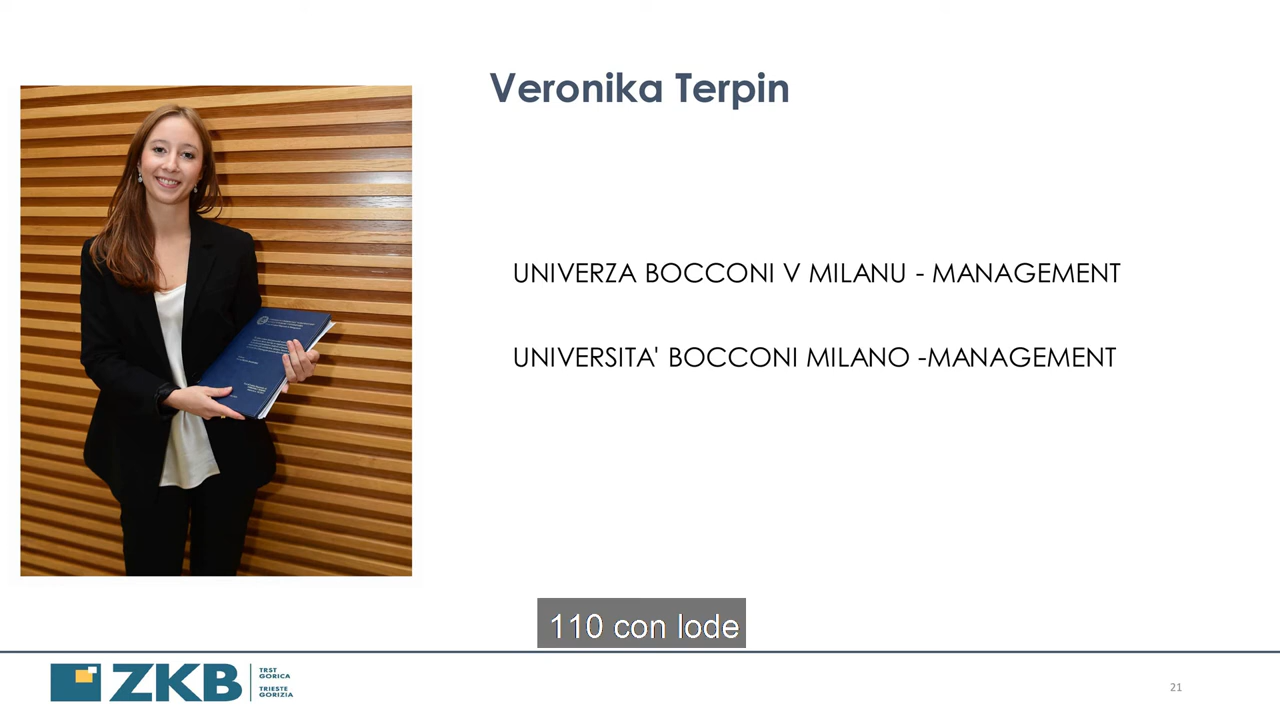 Veronika Terpin
UNIVERZA BOCCONI V MILANU - MANAGEMENT
UNIVERSITA' BOCCONI MILANO -MANAGEMENT
110 con lode
ZKB
TRST
GORICA
TRIESTE
GORIZIA
21